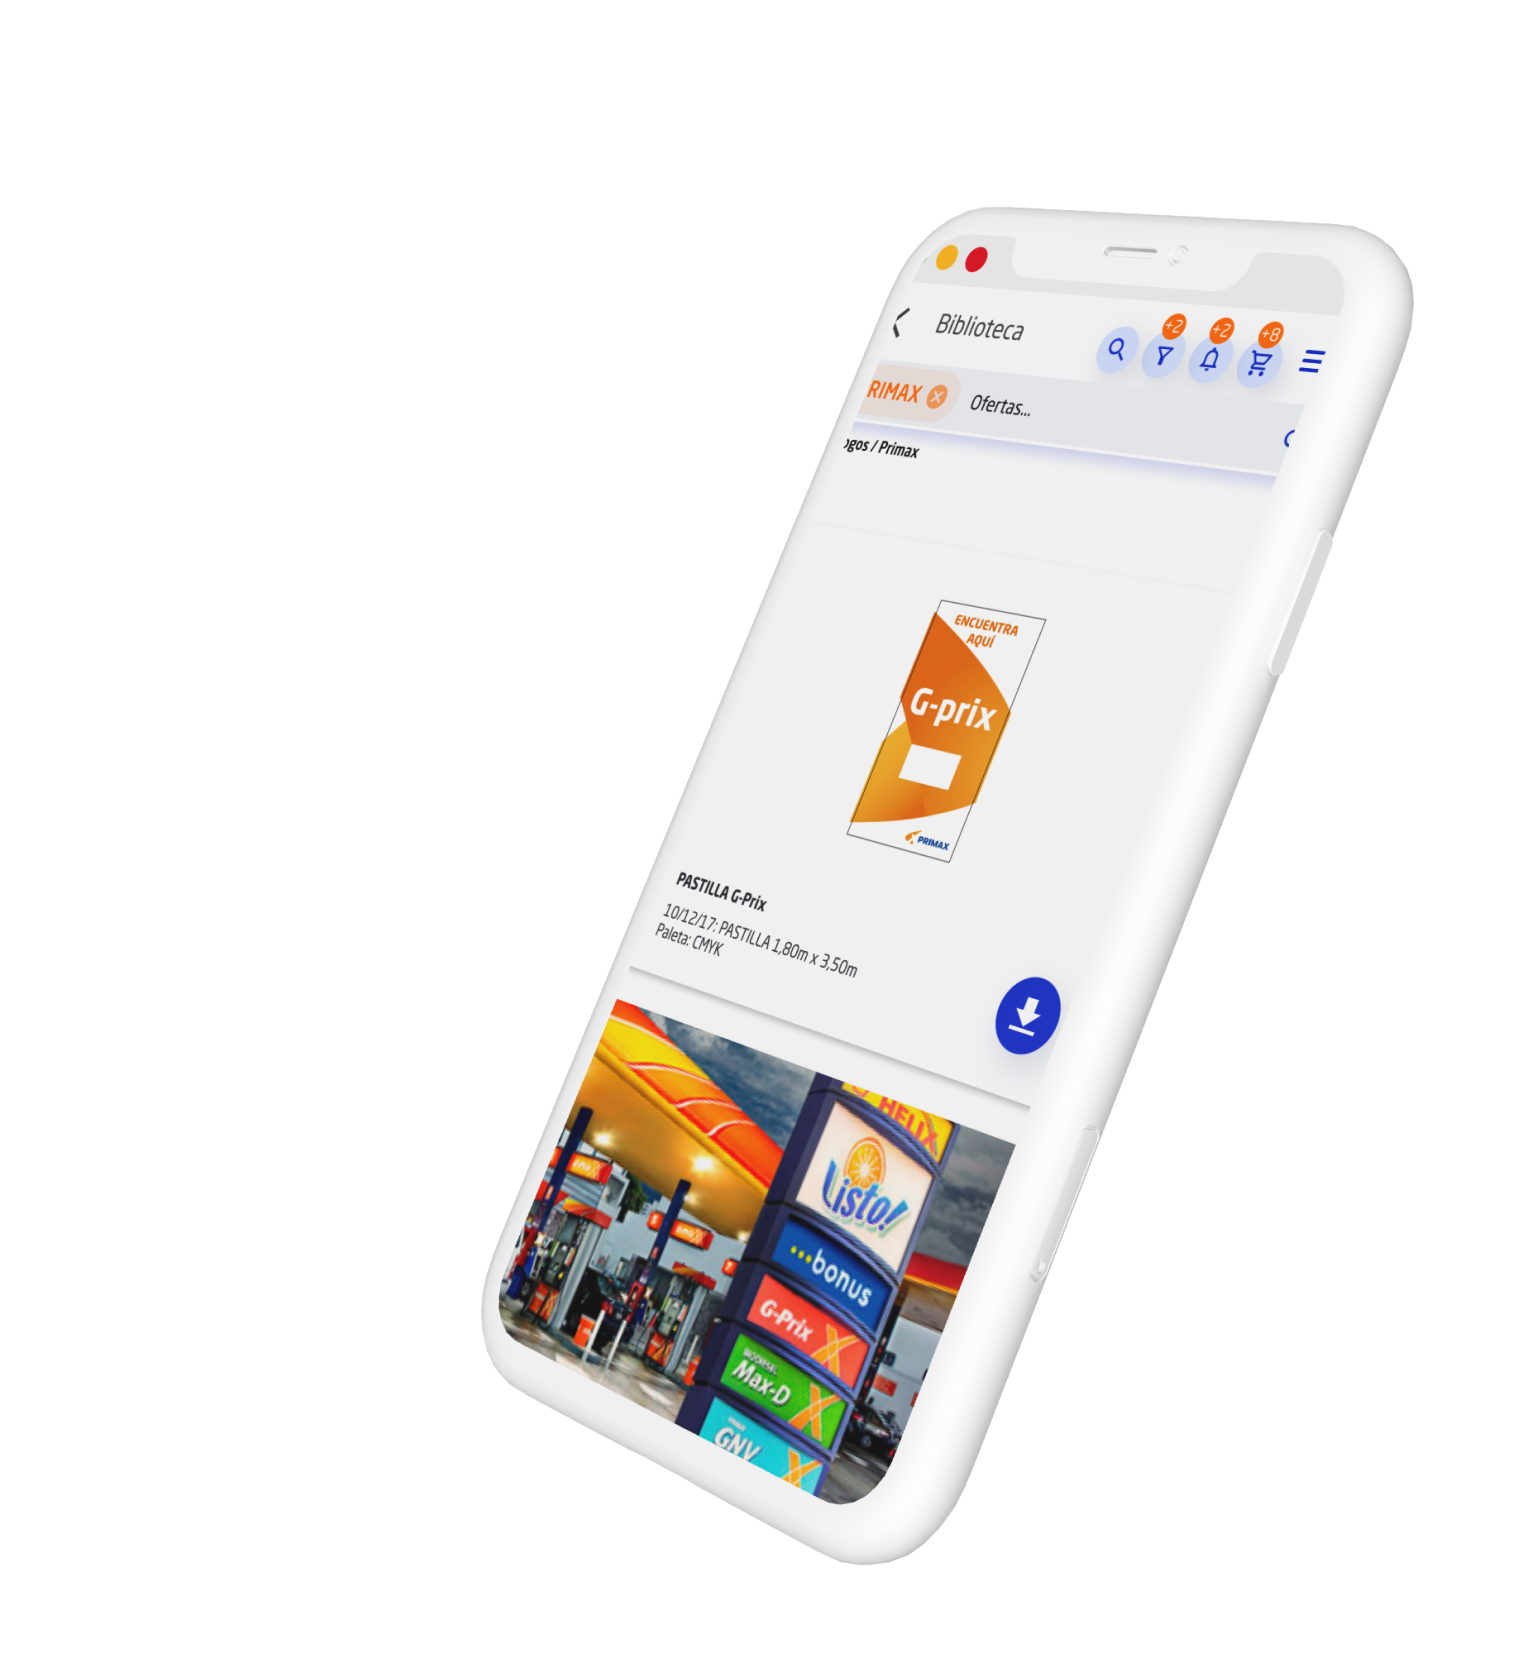 Biblioteca
+2
+2
+8
RIMAX
Ofertas...
ogos / Primax
ENCUENTRA
AQUÍ
G-prix
PRIMAX
PASTILLA G-Prix
10/12/17: PASTILLA 1,80m x 3,50m
Paleta: CMYK
HELIX
Listo!
bonus
G-Prix
Max-D
GNV